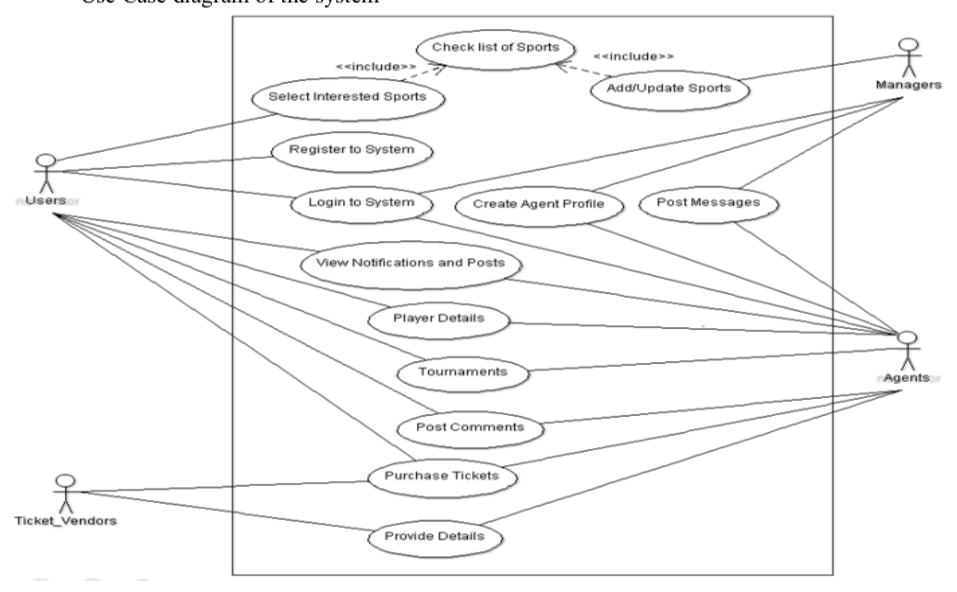 Use Case diagram of the system
Check list of Sports
<<include>>
<<include>>
Select Interested Sports
Add/Update Sports
Managers
Register to System
Users
Login to System
Create Agent Profile
Post Messages
View Notifications and Posts
Player Details
Tournaments
Agents
Post Comments
Purchase Tickets
Ticket_Vendors
Provide Details